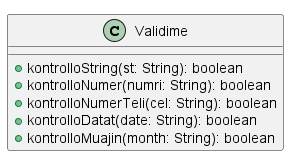 C Validime
kontrolloString(st: String): boolean
kontrolloNumer(numri: String): boolean
kontrolloNumerTeli(cel: String): boolean
kontrolloDatat(date: String): boolean
kontrolloMuajin(month: String): boolean